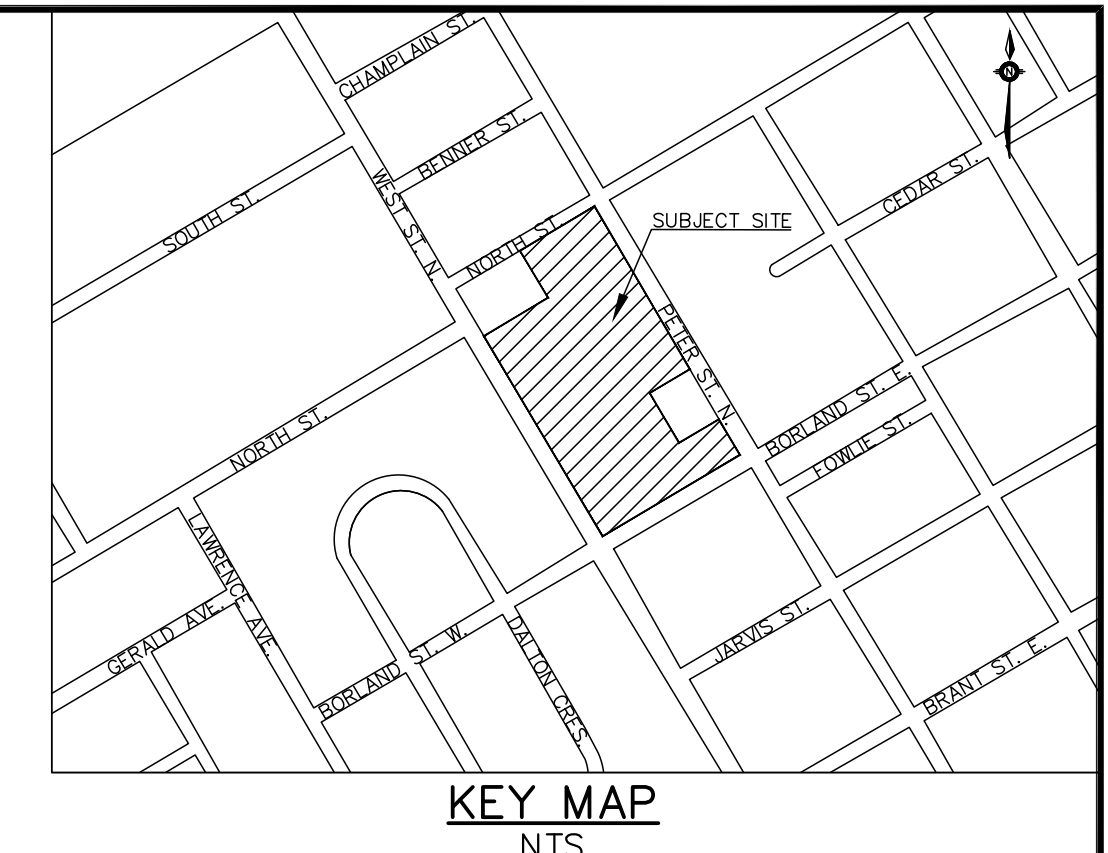 CHAMPLAIN ST.
N
BENNER ST.
CEDAR ST.
WEST ST. N.
SOUTH ST.
SUBJECT SITE
NORTH ST.
PETER ST. N.
BORLAND ST. E.
NORTH ST.
FOWLIE ST.
LAWRENCE AVE.
GERALD AVE.
JARVIS ST.
BORLAND ST. W.
DALTON CRES.
BRANT ST. E.
KEY MAP
NTS